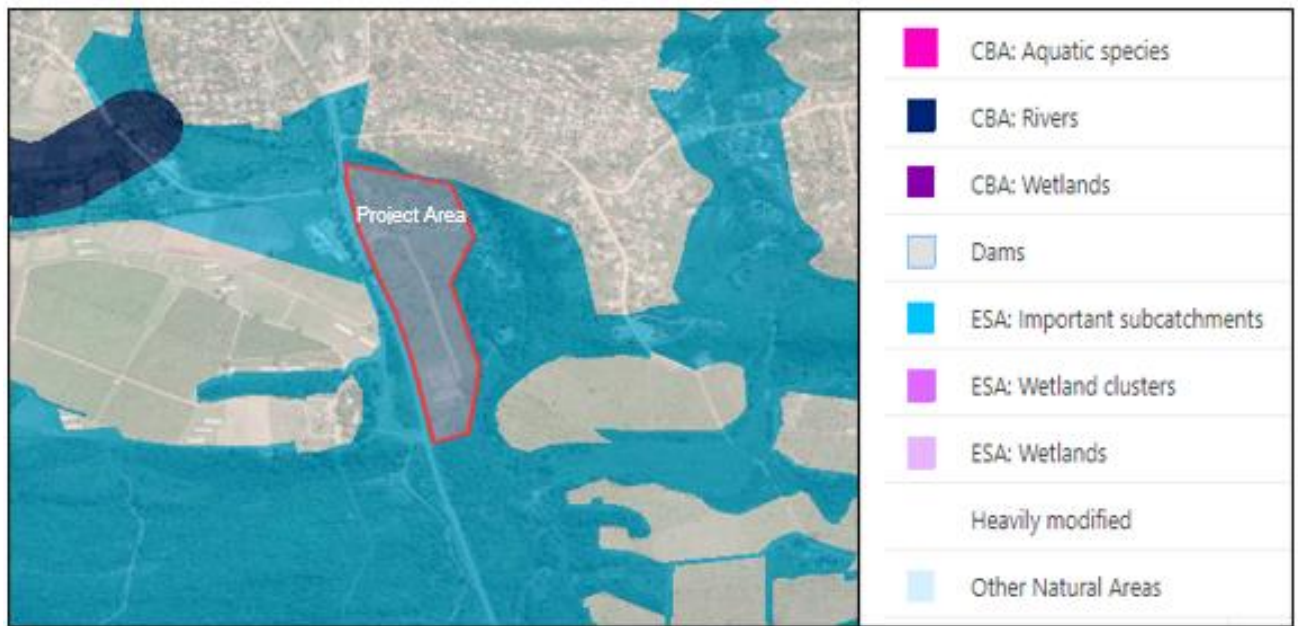 Project Area
CBA: Aquatic species
CBA: Rivers
CBA: Wetlands
Dams
ESA: Important subcatchments
ESA: Wetland clusters
ESA: Wetlands
Heavily modified
Other Natural Areas